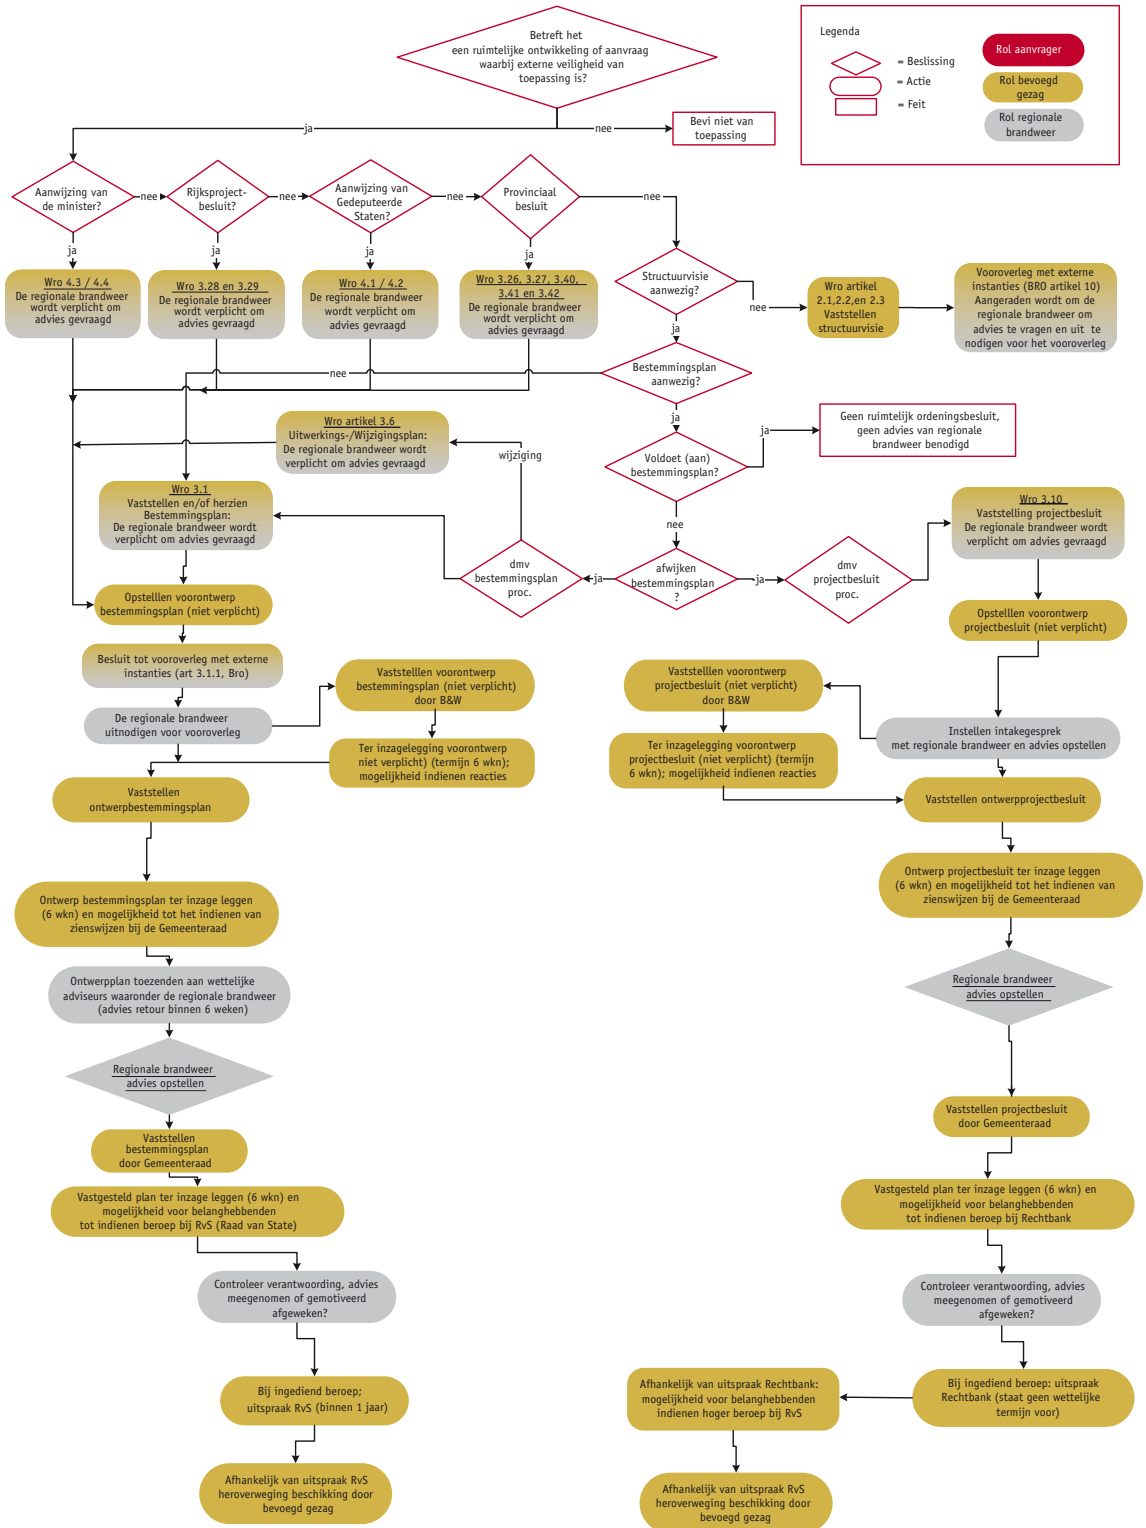 Betreft het
een ruimtelijke ontwikkeling of aanvraag
waarbij externe veiligheid van
toepassing is?
Legenda
= Beslissing
= Actie
= Feit
Rol aanvrager
Rol bevoegd
gezag
Rol regionale
brandweer
ja
nee
Bevi niet van
toepassing
Aanwijzing van
de minister?
nee
Rijksproject-
besluit?
nee
Aanwijzing van
Gedeputeerde
Staten?
nee
Provinciaal
besluit
nee
ja
ja
ja
ja
Wro 4.3 / 4.4
De regionale brandweer
wordt verplicht om
advies gevraagd
Wro 3.28 en 3.29
De regionale brandweer
wordt verplicht om
advies gevraagd
Wro 4.1 / 4.2
De regionale brandweer
wordt verplicht om
advies gevraagd
Wro 3.26, 3.27, 3.40,
3.41 en 3.42
De regionale brandweer
wordt verplicht om
advies gevraagd
Structuurvisie
aanwezig?
nee
Wro artikel
2.1,2.2,en 2.3
Vaststellen
structuurvisie
Vooroverleg met externe
instanties (BRO artikel 10)
Aangeraden wordt om de
regionale brandweer om
advies te vragen en uit te
nodigen voor het vooroverleg
ja
nee
Bestemmingsplan
aanwezig?
ja
Wro artikel 3.6
Uitwerkings-/Wijzigingsplan:
De regionale brandweer wordt
verplicht om advies gevraagd
wijziging
Voldoet (aan)
bestemmingsplan?
ja
Geen ruimtelijk ordeningsbesluit,
geen advies van regionale
brandweer benodigd
nee
Wro 3.1
Vaststellen en/of herzien
Bestemmingsplan:
De regionale brandweer wordt
verplicht om advies gevraagd
Wro 3.10
Vaststelling projectbesluit
De regionale brandweer wordt
verplicht om advies gevraagd
dmv
bestemmingsplan
proc.
ja
afwijken
bestemmingsplan
?
ja
dmv
projectbesluit
proc.
Opstelllen voorontwerp
bestemmingsplan (niet verplicht)
Opstelllen voorontwerp
projectbesluit (niet verplicht)
Besluit tot vooroverleg met externe
instanties (art 3.1.1, Bro)
Vaststelllen voorontwerp
bestemmingsplan (niet verplicht)
door B&W
Vaststelllen voorontwerp
projectbesluit (niet verplicht)
door B&W
De regionale brandweer
uitnodigen voor vooroverleg
Instellen intakegesprek
met regionale brandweer en advies opstellen
Ter inzagelegging voorontwerp
niet verplicht) (termijn 6 wkn);
mogelijkheid indienen reacties
Ter inzagelegging voorontwerp
projectbesluit (niet verplicht) (termijn
6 wkn); mogelijkheid indienen reacties
Vaststellen
ontwerpbestemmingsplan
Vaststellen ontwerpprojectbesluit
Ontwerp bestemmingsplan ter inzage leggen
(6 wkn) en mogelijkheid tot het indienen van
zienswijzen bij de Gemeenteraad
Ontwerp projectbesluit ter inzage leggen
(6 wkn) en mogelijkheid tot het indienen van
zienswijzen bij de Gemeenteraad
Ontwerpplan toezenden aan wettelijke
adviseurs waaronder de regionale brandweer
(advies retour binnen 6 weken)
Regionale brandweer
advies opstellen
Regionale brandweer
advies opstellen
Vaststellen
bestemmingsplan
door Gemeenteraad
Vaststellen projectbesluit
door Gemeenteraad
Vastgesteld plan ter inzage leggen (6 wkn) en
mogelijkheid voor belanghebbenden
tot indienen beroep bij RvS (Raad van State)
Vastgesteld plan ter inzage leggen (6 wkn) en
mogelijkheid voor belanghebbenden
tot indienen beroep bij Rechtbank
Controleer verantwoording, advies
meegenomen of gemotiveerd
afgeweken?
Controleer verantwoording, advies
meegenomen of gemotiveerd
afgeweken?
Bij ingediend beroep;
uitspraak RvS (binnen 1 jaar)
Afhankelijk van uitspraak Rechtbank:
mogelijkheid voor belanghebbenden
indienen hoger beroep bij RvS
Bij ingediend beroep: uitspraak
Rechtbank (staat geen wettelijke
termijn voor)
Afhankelijk van uitspraak RvS
heroverweging beschikking door
bevoegd gezag
Afhankelijk van uitspraak RvS
heroverweging beschikking door
bevoegd gezag